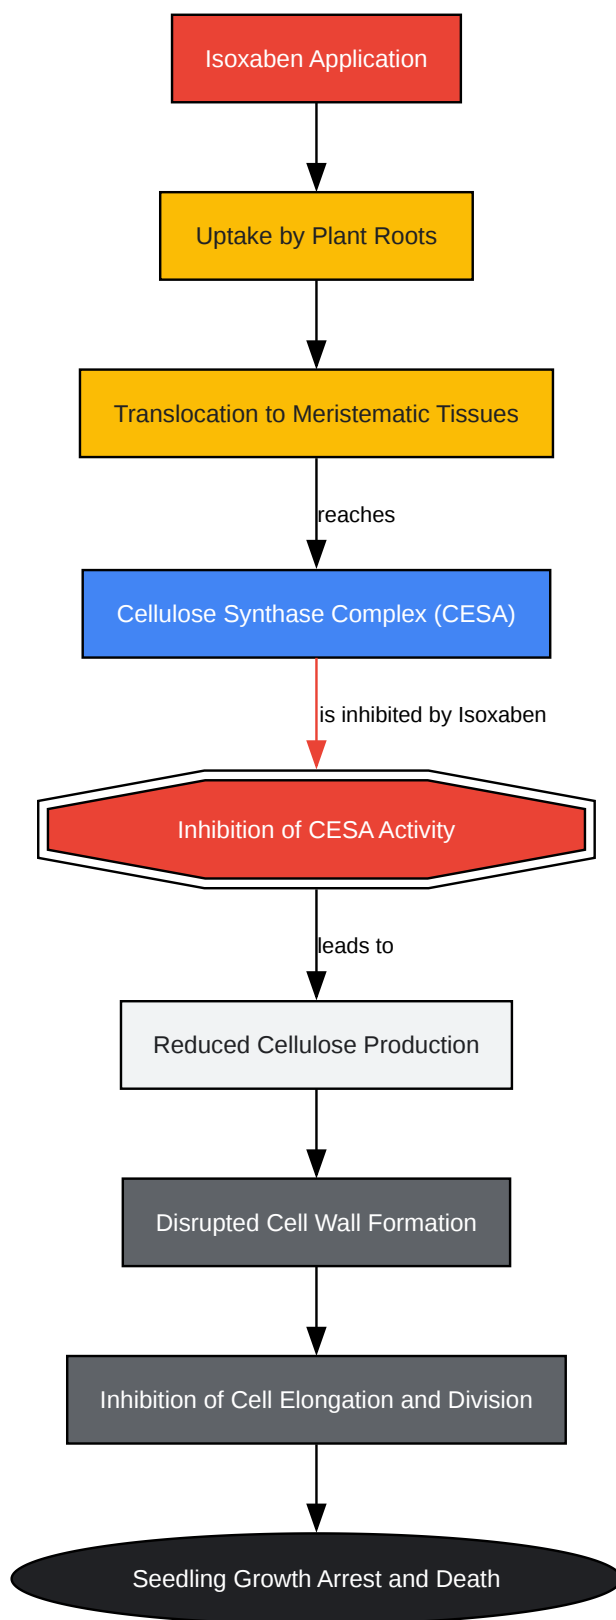 Isoxaben Application
Uptake by Plant Roots
Translocation to Meristematic Tissues
reaches
Cellulose Synthase Complex (CESA)
is inhibited by Isoxaben
Inhibition of CESA Activity
leads to
Reduced Cellulose Production
Disrupted Cell Wall Formation
Inhibition of Cell Elongation and Division
Seedling Growth Arrest and Death